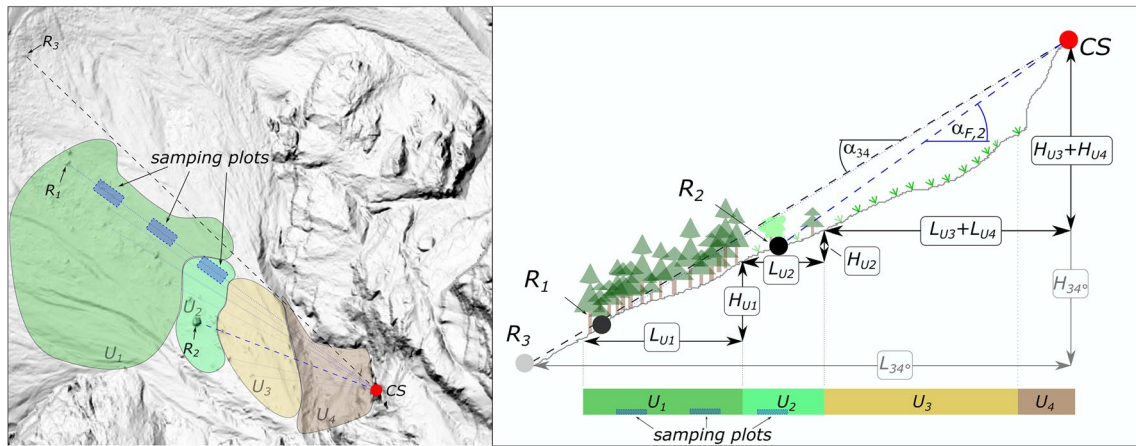 R3
samping plots
R1
U2
R2
U1
U3
U4
CS
CS
αF,2
α34
HU3+HU4
R2
LU3+LU4
LU2
HU2
R1
HU1
H34°
R3
LU1
L34°
U1
U2
U3
U4
samping plots